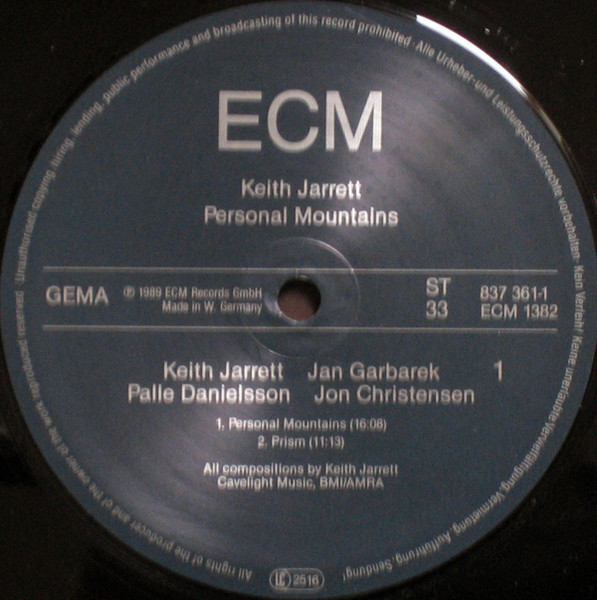 ECM
Keith Jarrett
Personal Mountains
GEMA
℗ 1989 ECM Records GmbH
Made in W. Germany
ST
33
837 361-1
ECM 1382
Keith Jarrett Jan Garbarek 1
Palle Danielsson Jon Christensen
1. Personal Mountains (16:08)
2. Prism (11:13)
All compositions by Keith Jarrett
Cavelight Music, BMI/AMRA
LC 2516
All rights of the producer and of the owner of the work reproduced reserved · Unauthorised copying, hiring, lending, public performance and broadcasting of this record prohibited · Alle Urheber- und Leistungsschutzrechte vorbehalten · Kein Verleih! Keine unerlaubte Vervielfältigung, Vermietung, Aufführung, Sendung!